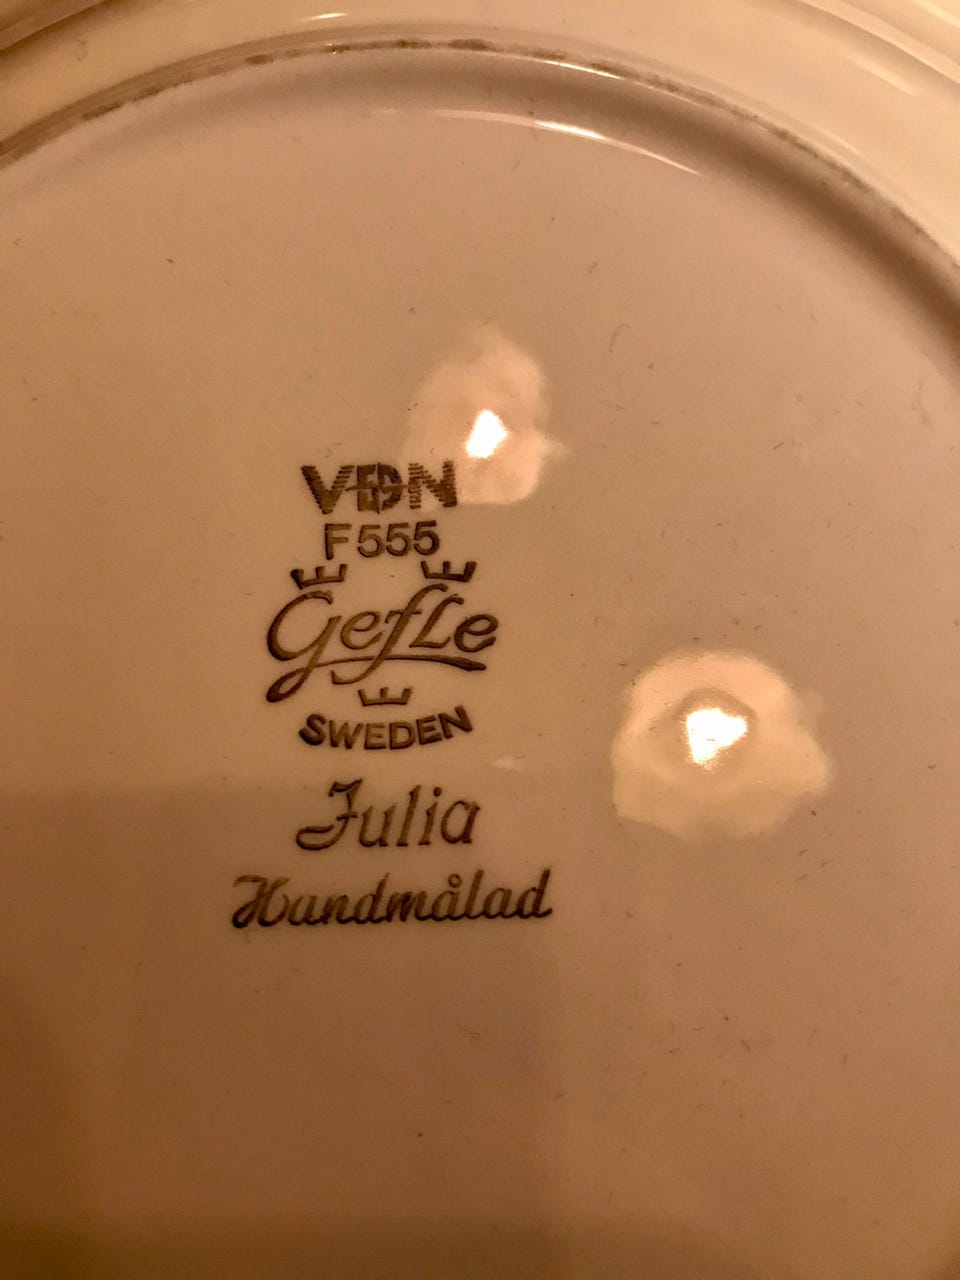 VDN
F555
Gefle
SWEDEN
Julia
Handmålad